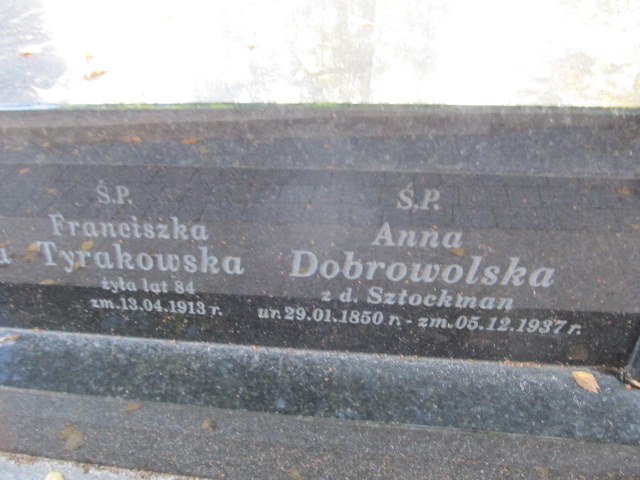 Ś.P.
Franciszka
Tyrakowska
żyła lat 84
zm. 13.04.1913 r.
Ś.P.
Anna
Dobrowolska
z d. Sztockman
ur. 29.01.1850 r. - zm. 05.12.1937 r.